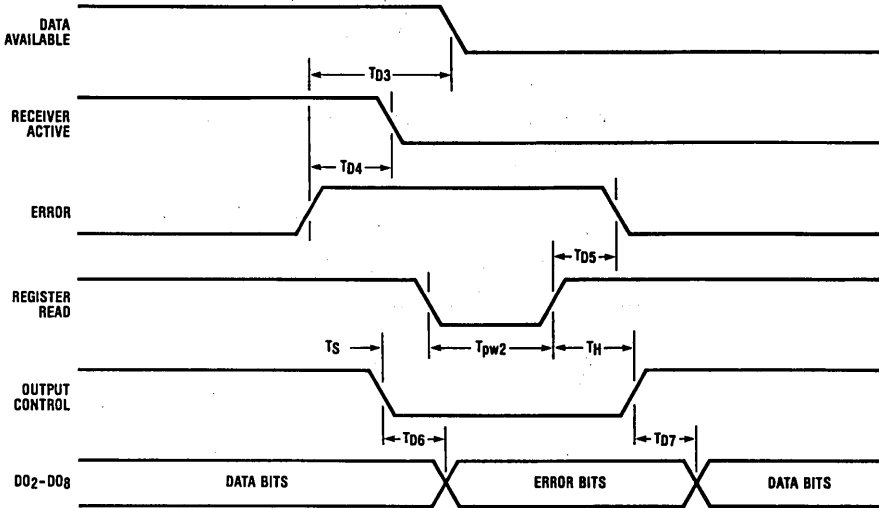 DATA
AVAILABLE
TD3
RECEIVER
ACTIVE
TD4
ERROR
TD5
REGISTER
READ
TS
Tpw2
TH
OUTPUT
CONTROL
TD6
TD7
DO2-DO8
DATA BITS
ERROR BITS
DATA BITS